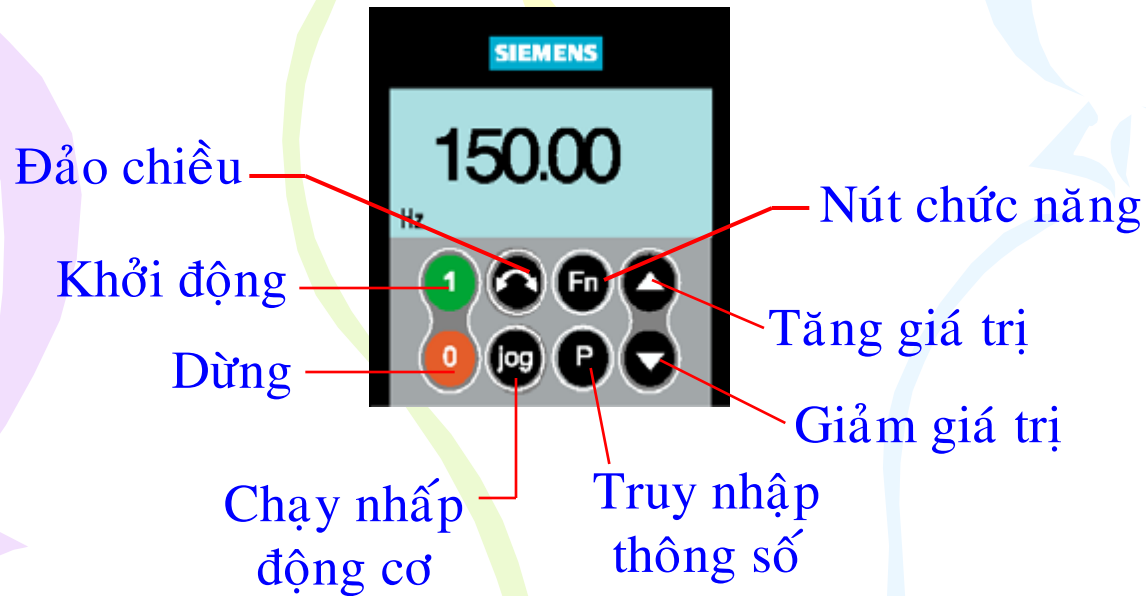 SIEMENS
150.00
Hz
Đảo chiều
Nút chức năng
Khởi động
1
Fn
Tăng giá trị
Dừng
0
jog
P
Giảm giá trị
Chạy nhấp
động cơ
Truy nhập
thông số